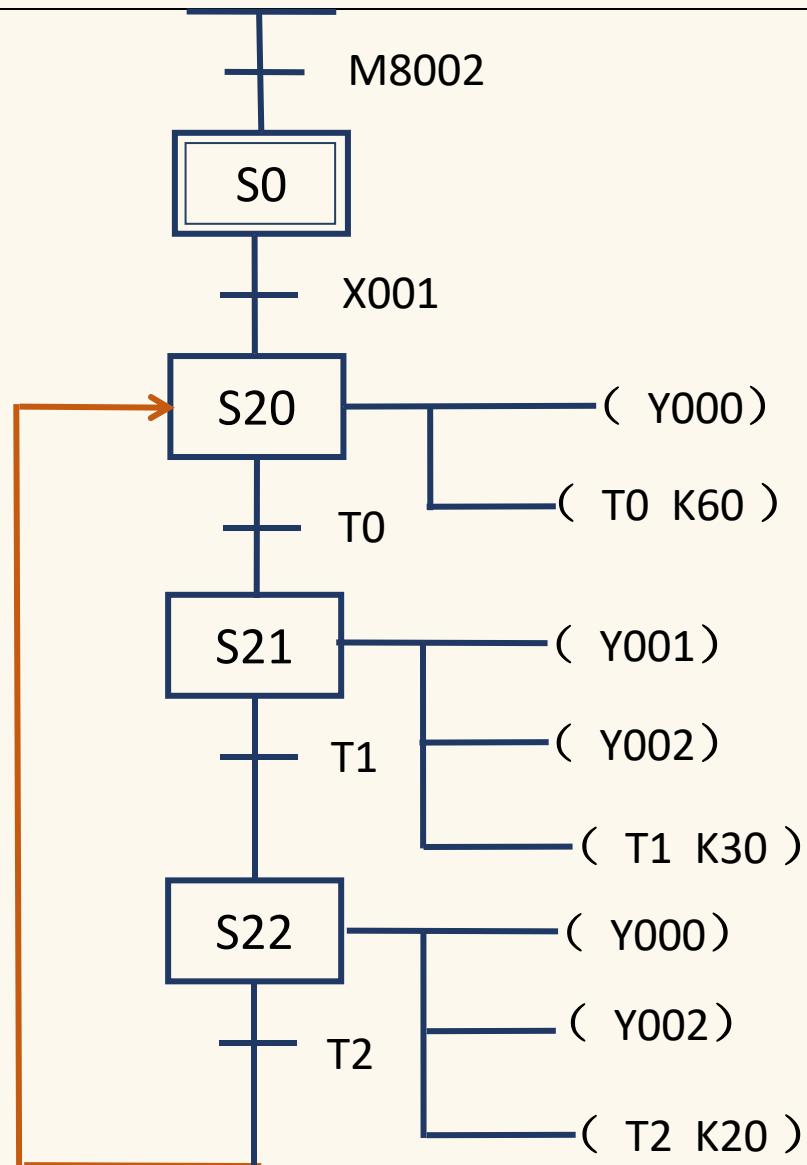 M8002
S0
X001
S20
( Y000)
( T0 K60 )
T0
S21
( Y001)
( Y002)
T1
( T1 K30 )
S22
( Y000)
( Y002)
T2
( T2 K20 )